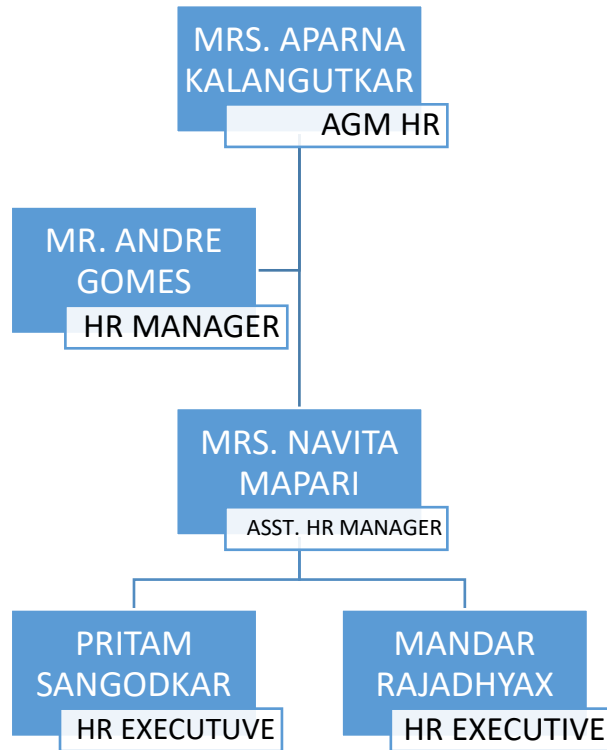 MRS. APARNA
KALANGUTKAR
AGM HR
MR. ANDRE
GOMES
HR MANAGER
MRS. NAVITA
MAPARI
ASST. HR MANAGER
PRITAM
SANGODKAR
HR EXECUTUVE
MANDAR
RAJADHYAX
HR EXECUTIVE